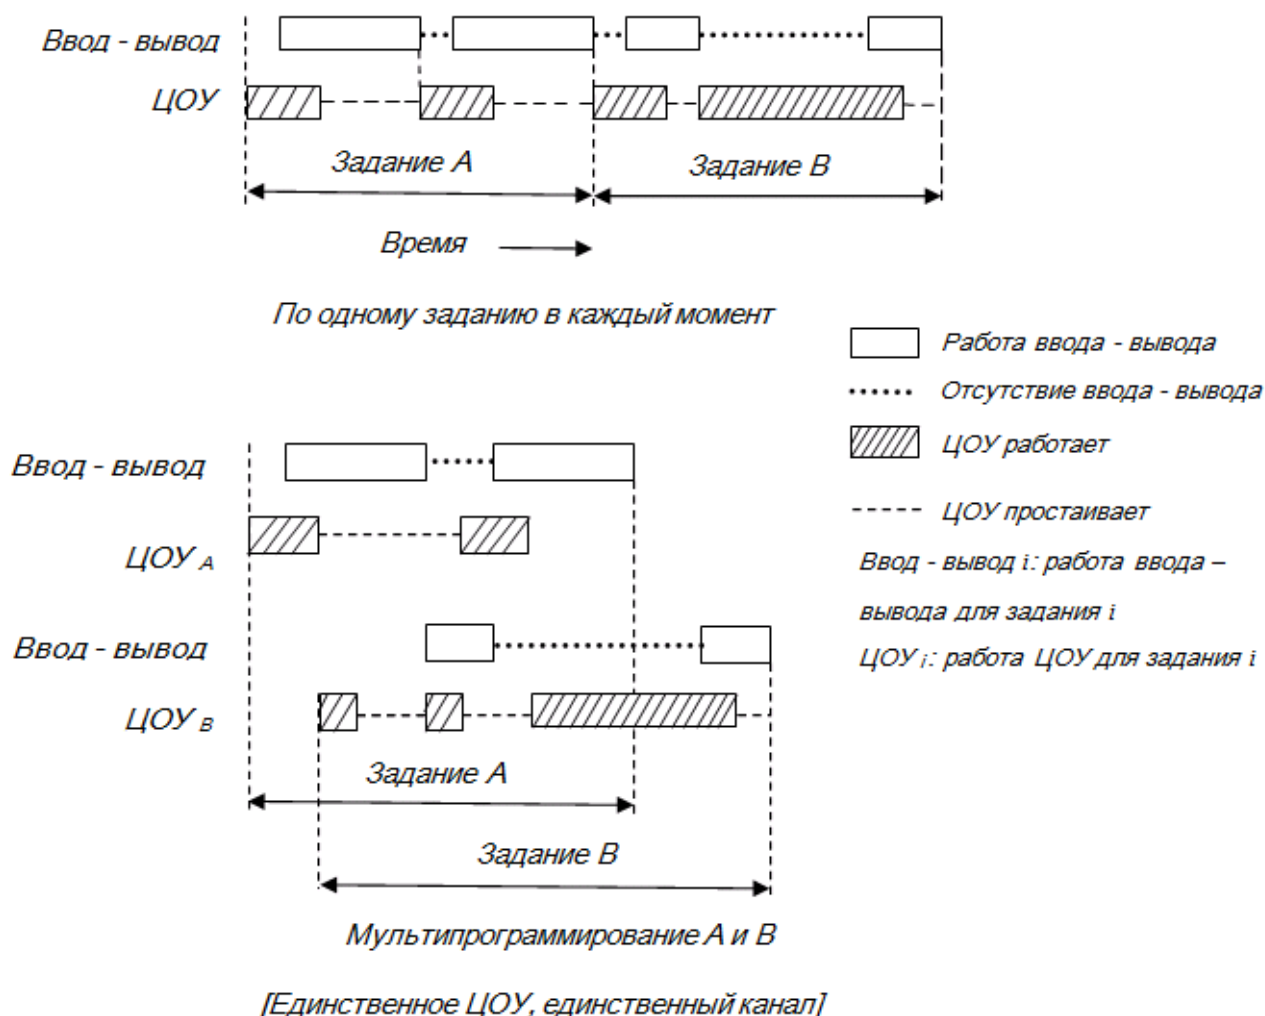 Ввод - вывод
ЦОУ
Задание А
Задание В
Время
По одному заданию в каждый момент
Работа ввода - вывода
Отсутствие ввода - вывода
ЦОУ работает
ЦОУ простаивает
Ввод - вывод i: работа ввода –
вывода для задания i
ЦОУ i: работа ЦОУ для задания i
Ввод - вывод
ЦОУ А
Ввод - вывод
ЦОУ В
Задание А
Задание В
Мультипрограммирование А и В
[Единственное ЦОУ, единственный канал]